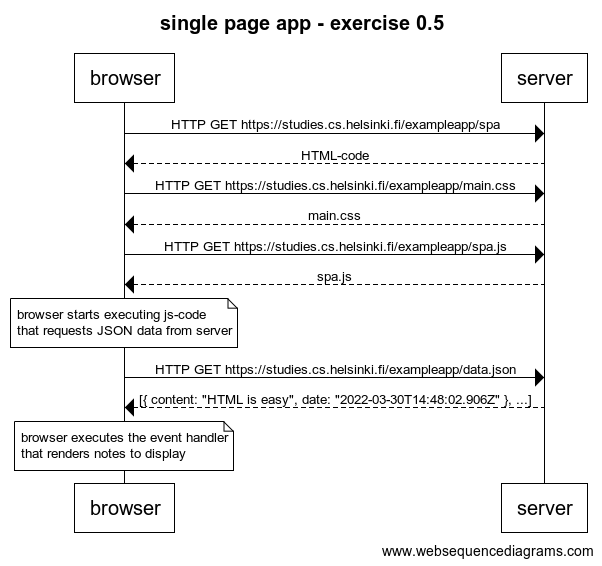 single page app - exercise 0.5
browser
server
HTTP GET https://studies.cs.helsinki.fi/exampleapp/spa
HTML-code
HTTP GET https://studies.cs.helsinki.fi/exampleapp/main.css
main.css
HTTP GET https://studies.cs.helsinki.fi/exampleapp/spa.js
spa.js
browser starts executing js-code
that requests JSON data from server
HTTP GET https://studies.cs.helsinki.fi/exampleapp/data.json
[{ content: "HTML is easy", date: "2022-03-30T14:48:02.906Z" }, ...]
browser executes the event handler
that renders notes to display
browser
server
www.websequencediagrams.com